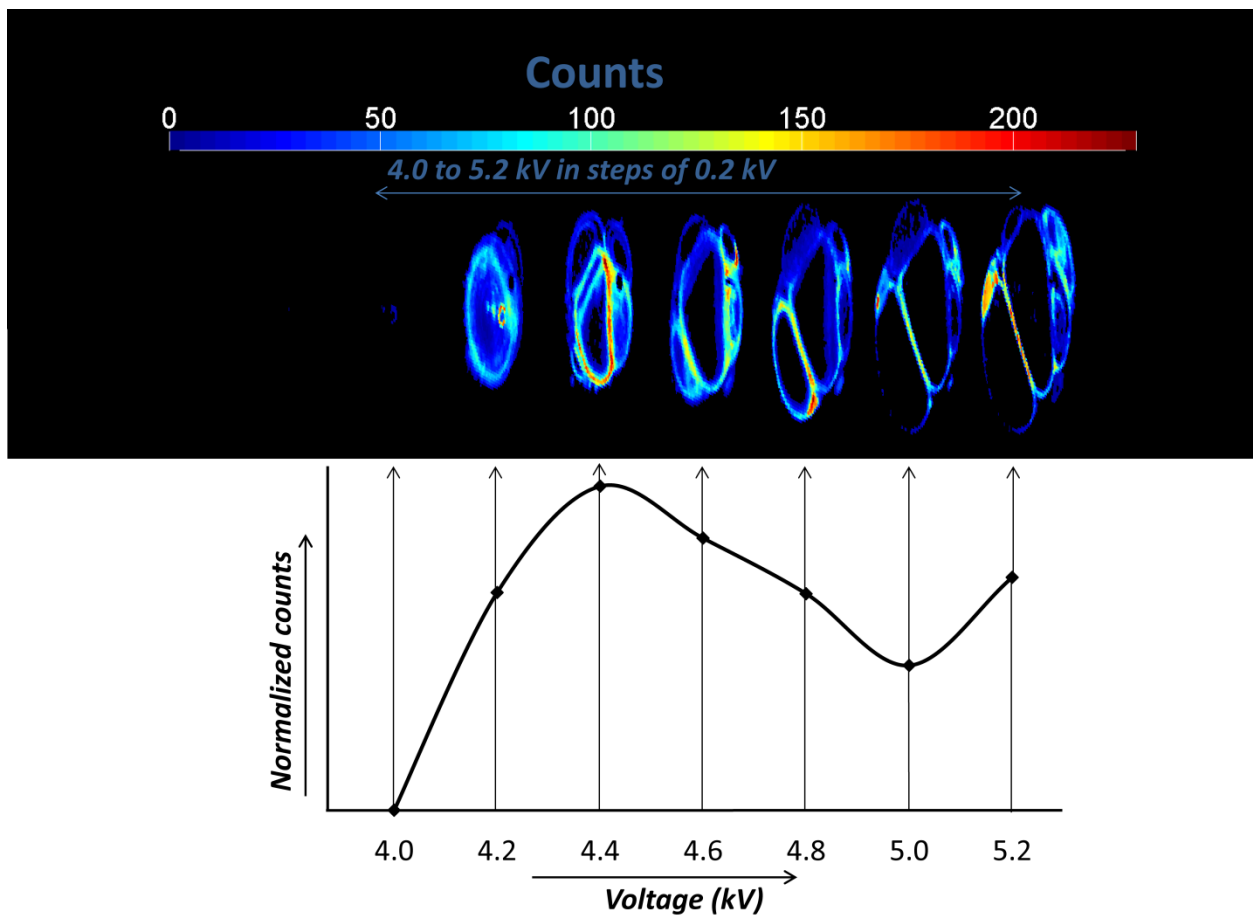 Counts
0 50 100 150 200
4.0 to 5.2 kV in steps of 0.2 kV
Normalized counts
4.0 4.2 4.4 4.6 4.8 5.0 5.2
Voltage (kV)